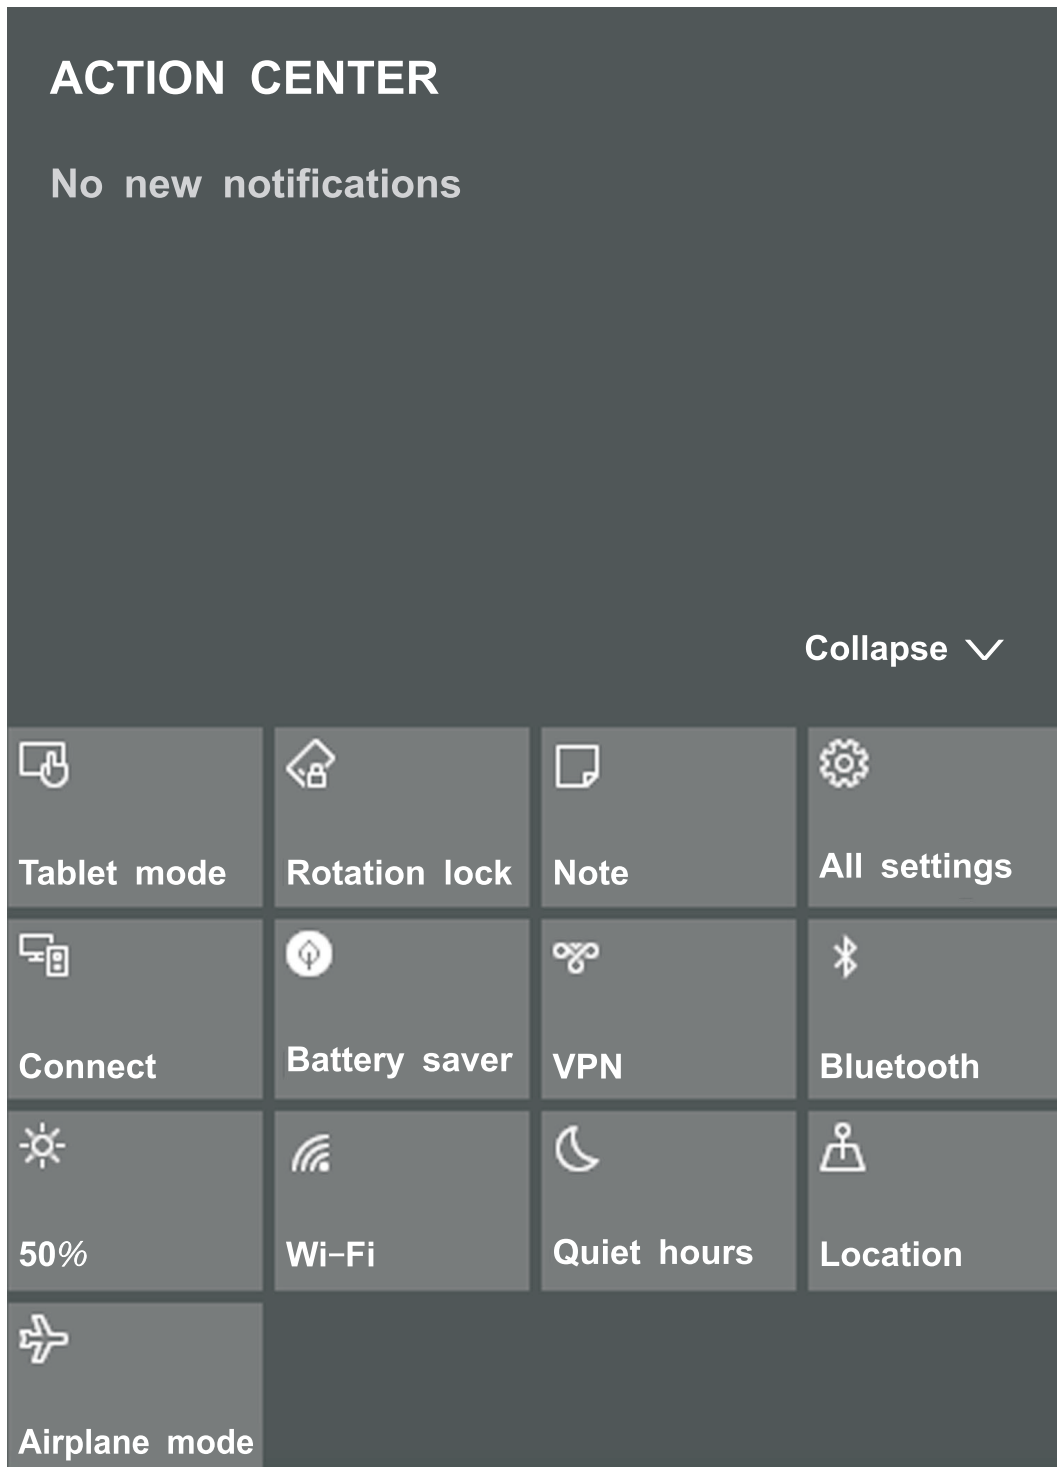 ACTION CENTER
No new notifications
Collapse
Tablet mode
Rotation lock
Note
All settings
Connect
Battery saver
VPN
Bluetooth
50%
Wi-Fi
Quiet hours
Location
Airplane mode